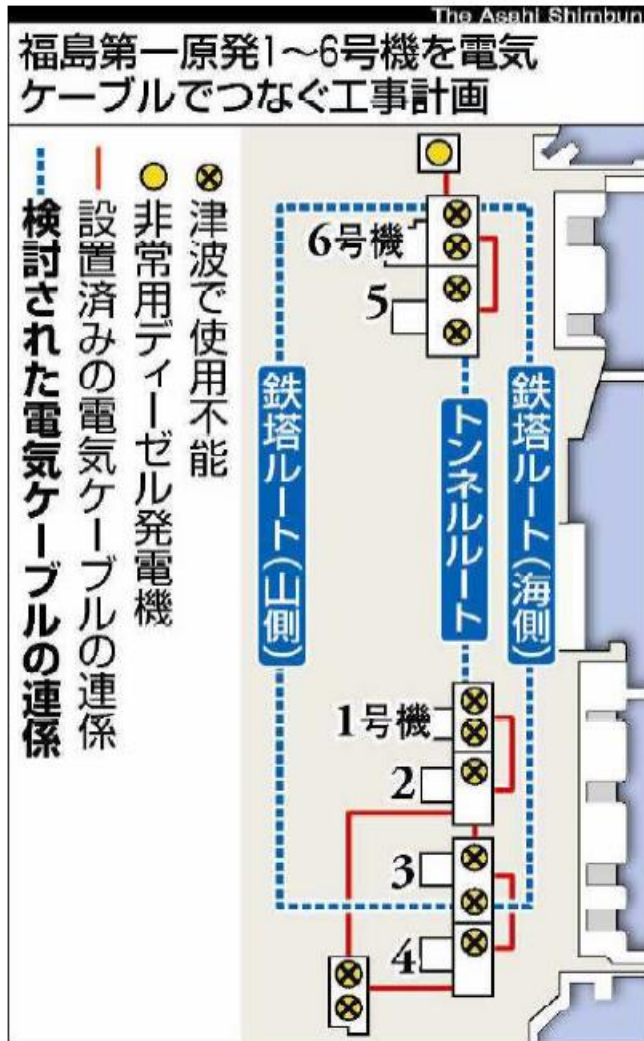 The Asahi Shimbun
福島第一原発1～6号機を電気
ケーブルでつなぐ工事計画
津波で使用不能
非常用ディーゼル発電機
設置済みの電気ケーブルの連係
検討された電気ケーブルの連係
6号機
5
鉄塔ルート(山側)
トンネルルート
鉄塔ルート(海側)
1号機
2
3
4